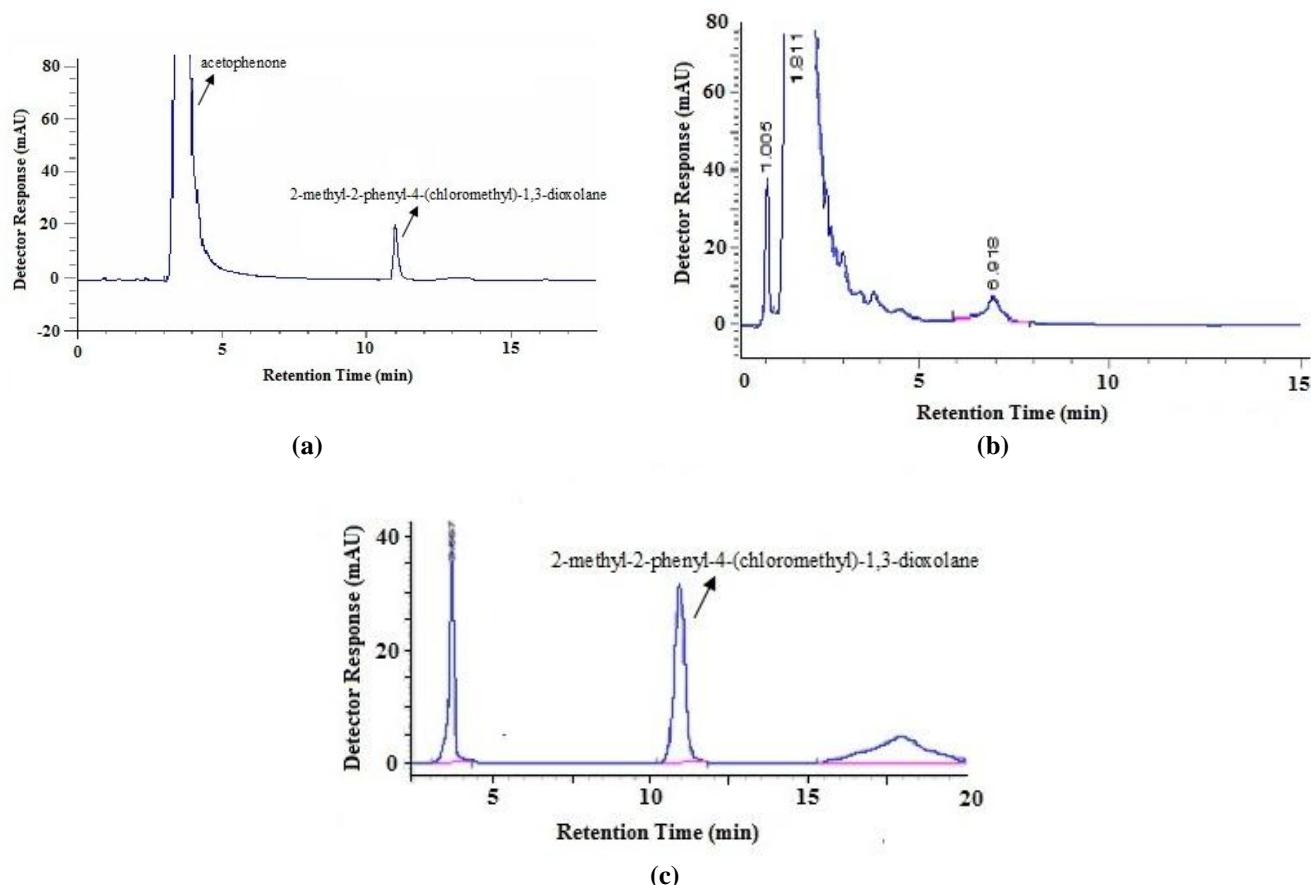 80
60
40
20
0
-20
Detector Response (mAU)
acetophenone
2-methyl-2-phenyl-4-(chloromethyl)-1,3-dioxolane
0 5 10 15
Retention Time (min)
(a)
80
60
40
20
0
Detector Response (mAU)
1.005
1.811
6.918
0 5 10 15
Retention Time (min)
(b)
40
20
0
Detector Response (mAU)
2-methyl-2-phenyl-4-(chloromethyl)-1,3-dioxolane
5 10 15 20
Retention Time (min)
(c)